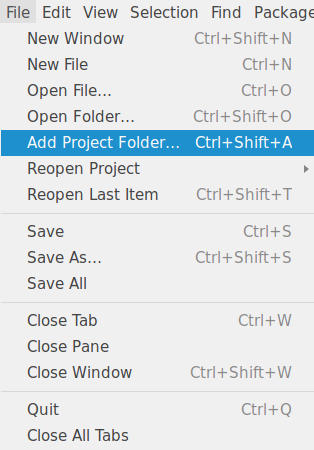 File Edit View Selection Find Package
New Window Ctrl+Shift+N
New File Ctrl+N
Open File... Ctrl+O
Open Folder... Ctrl+Shift+O
Add Project Folder... Ctrl+Shift+A
Reopen Project
Reopen Last Item Ctrl+Shift+T
Save Ctrl+S
Save As... Ctrl+Shift+S
Save All
Close Tab Ctrl+W
Close Pane
Close Window Ctrl+Shift+W
Quit Ctrl+Q
Close All Tabs